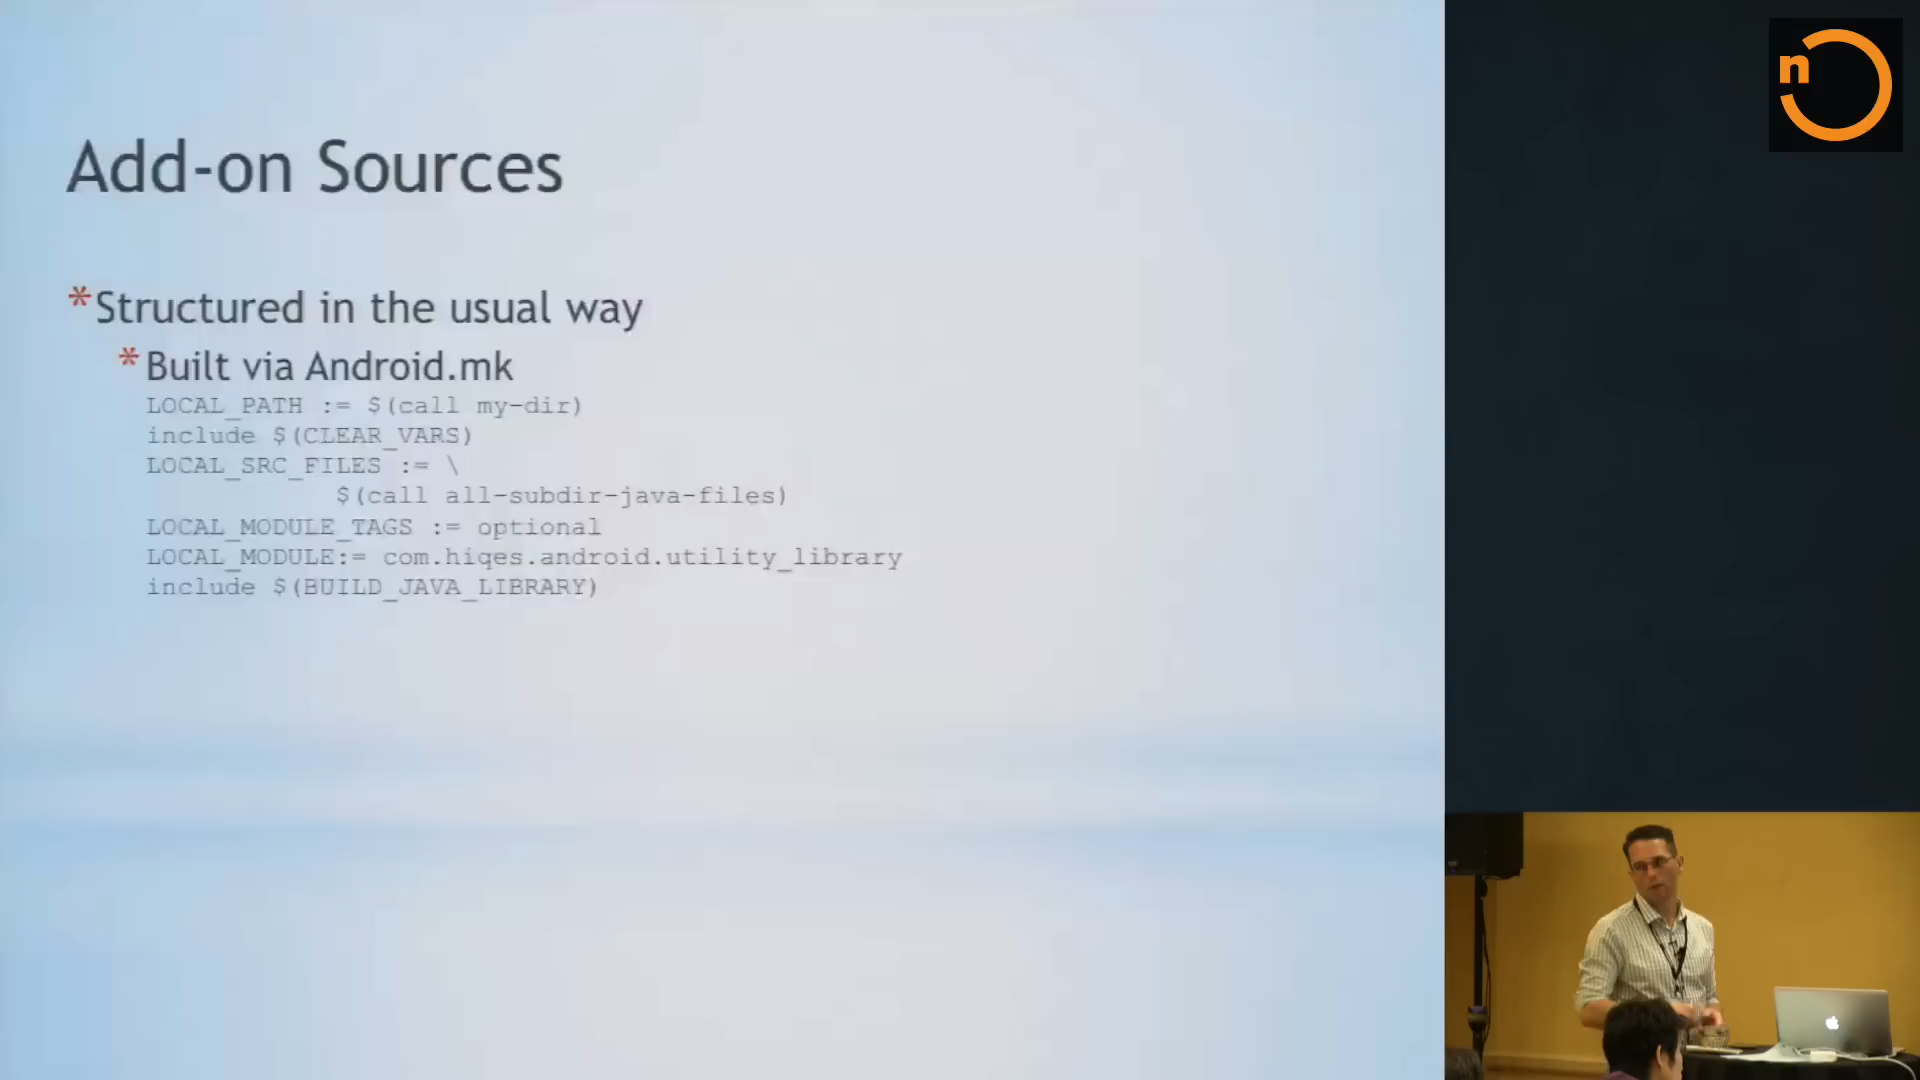 n
Add-on Sources
*Structured in the usual way
*Built via Android.mk
LOCAL_PATH := $(call my-dir)
include $(CLEAR_VARS)
LOCAL_SRC_FILES := \
$(call all-subdir-java-files)
LOCAL_MODULE_TAGS := optional
LOCAL_MODULE:= com.hiqes.android.utility_library
include $(BUILD_JAVA_LIBRARY)